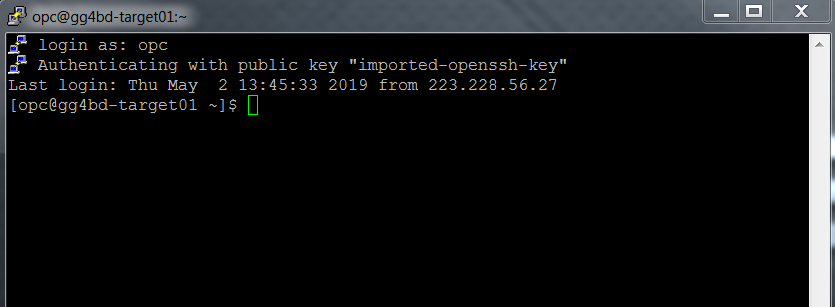 opc@gg4bd-target01:~
login as: opc
Authenticating with public key "imported-openssh-key"
Last login: Thu May  2 13:45:33 2019 from 223.228.56.27
[opc@gg4bd-target01 ~]$